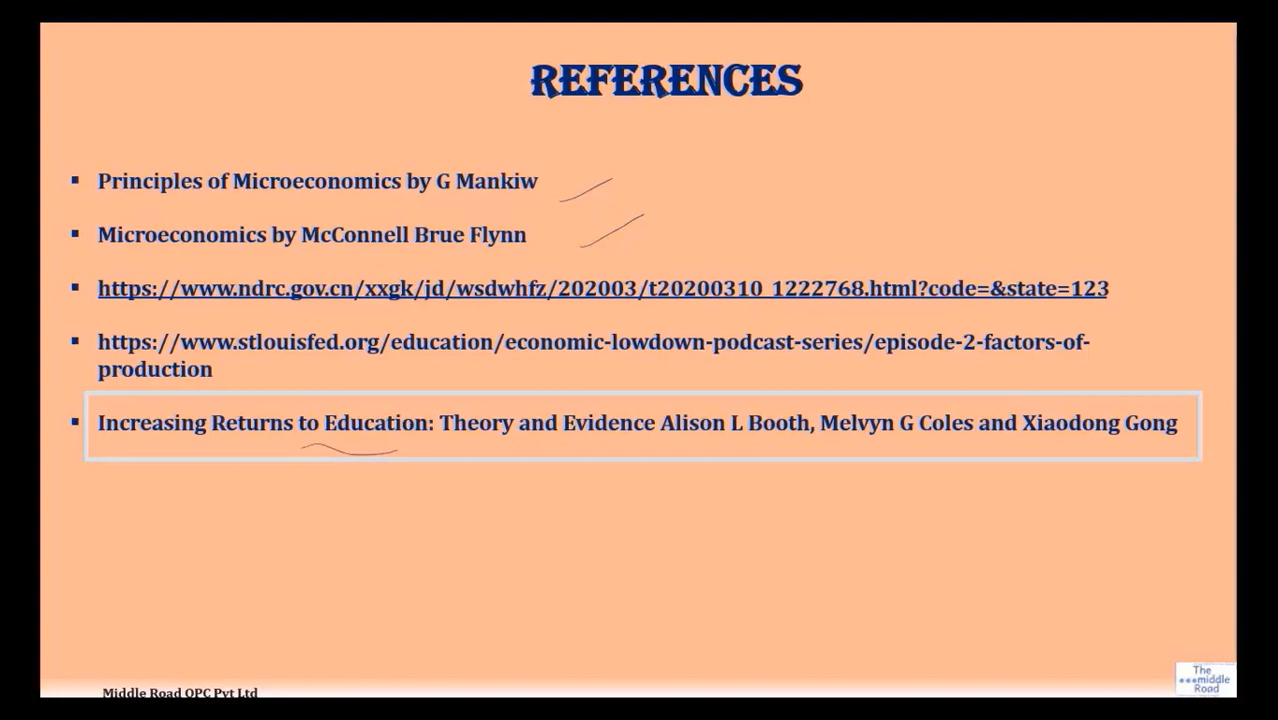 REFERENCES
Principles of Microeconomics by G Mankiw
Microeconomics by McConnell Brue Flynn
https://www.ndrc.gov.cn/xxgk/jd/wsdwhfz/202003/t20200310_1222768.html?code=&state=123
https://www.stlouisfed.org/education/economic-lowdown-podcast-series/episode-2-factors-of-
production
Increasing Returns to Education: Theory and Evidence Alison L Booth, Melvyn G Coles and Xiaodong Gong
Middle Road OPC Pvt Ltd
The
middle
Road